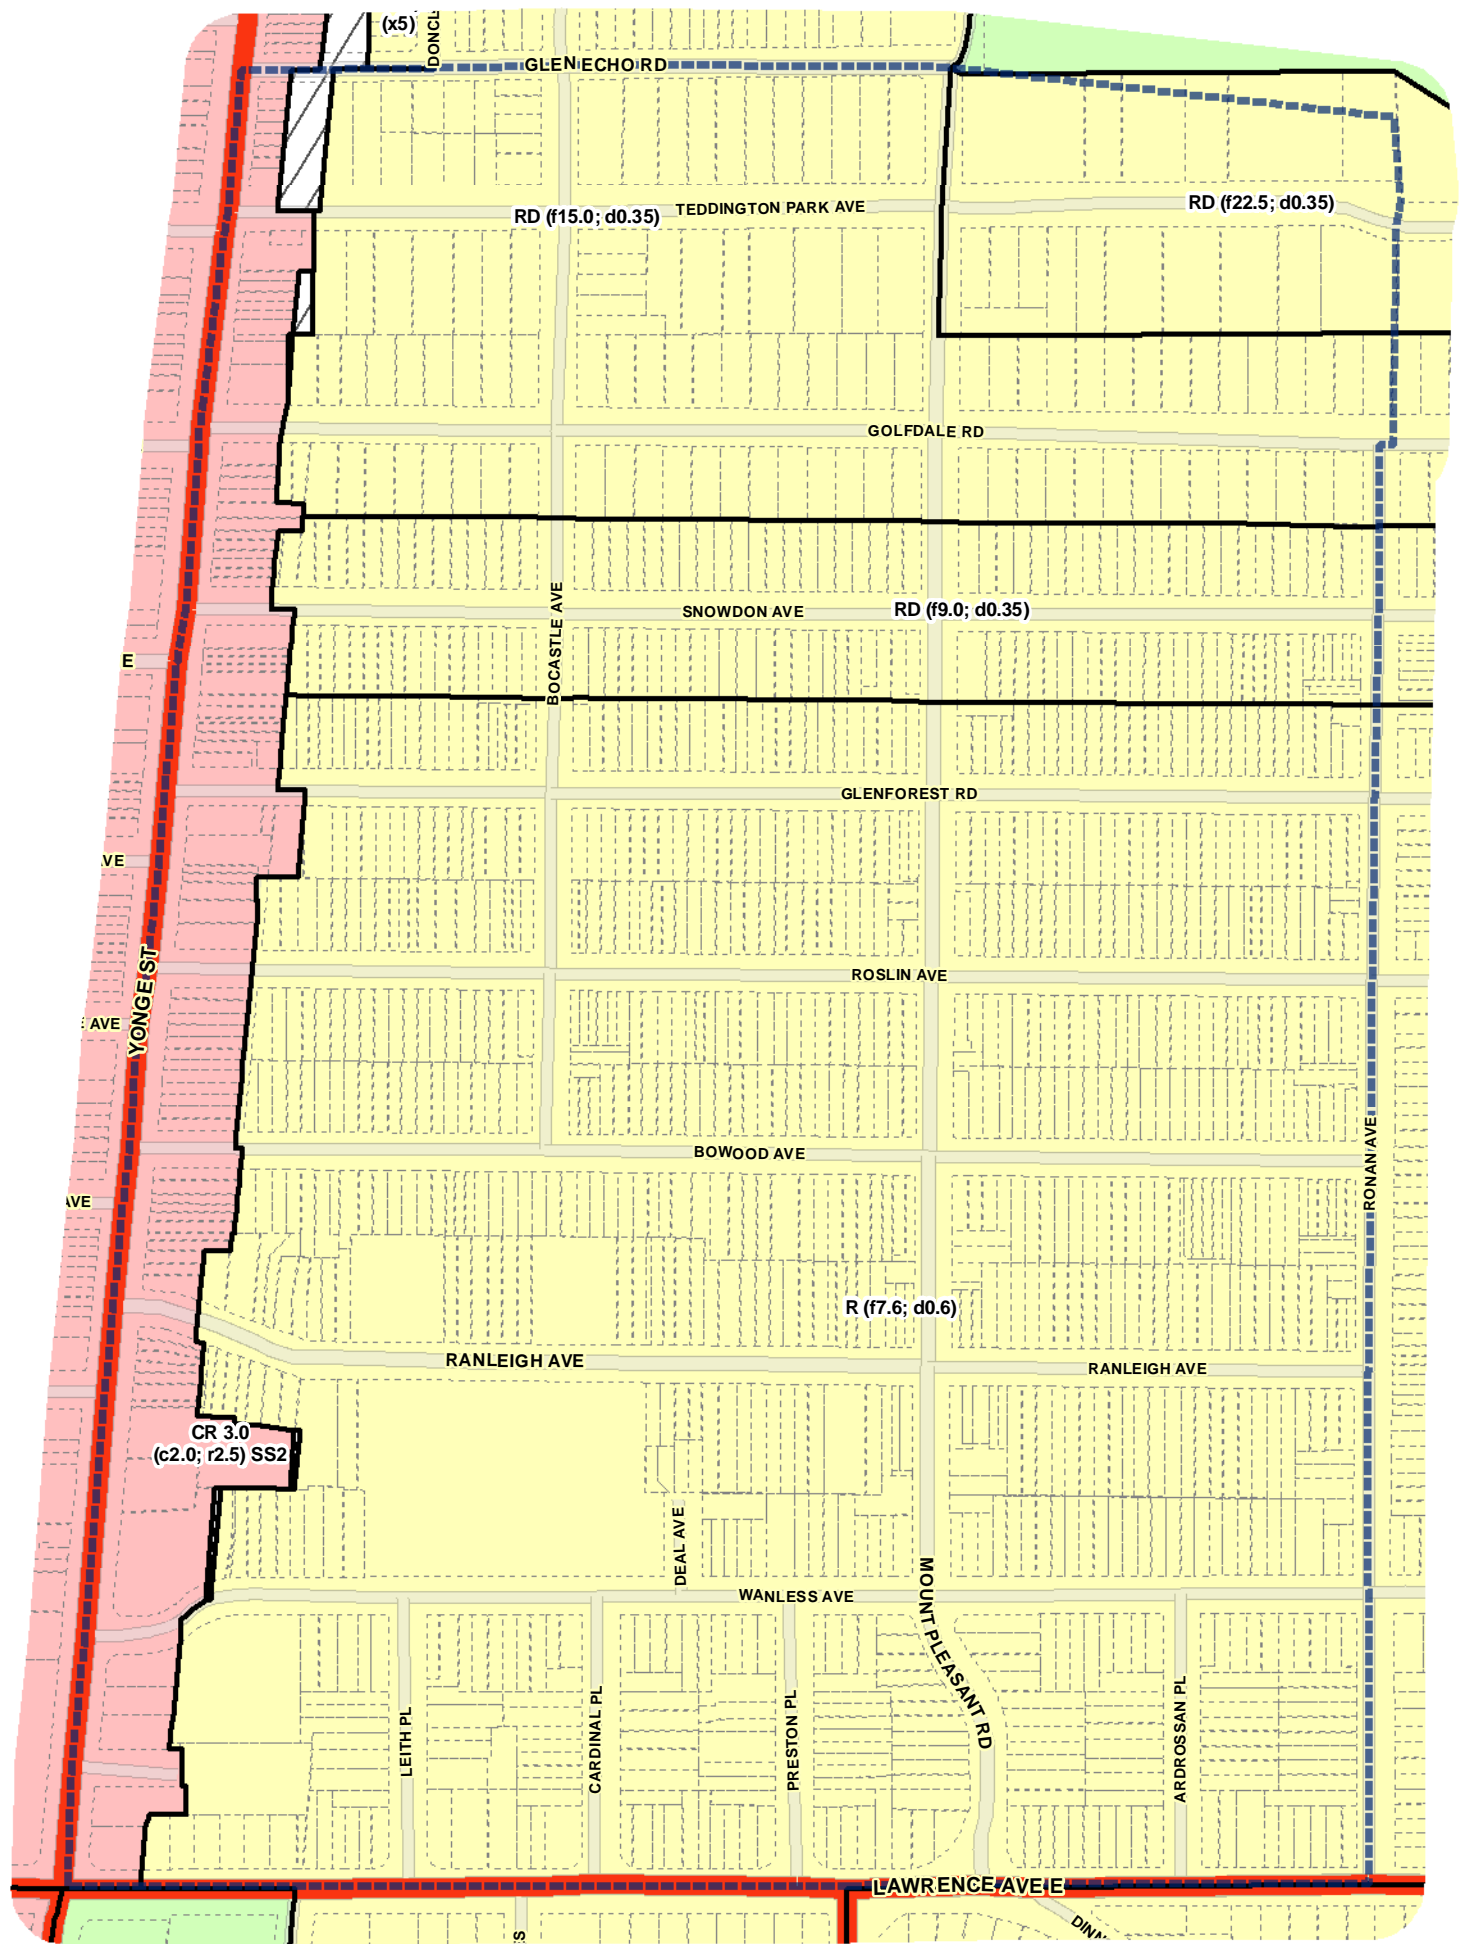 (x5)
DONCL
GLEN ECHO RD
RD (f15.0; d0.35)
TEDDINGTON PARK AVE
RD (f22.5; d0.35)
GOLFDALE RD
BOCASTLE AVE
SNOWDON AVE
RD (f9.0; d0.35)
E
GLENFOREST RD
AVE
YONGE ST
ROSLIN AVE
AVE
BOWOOD AVE
RONAN AVE
AVE
R (f7.6; d0.6)
RANLEIGH AVE
RANLEIGH AVE
CR 3.0
(c2.0; r2.5) SS2
DEAL AVE
WANLESS AVE
MOUNT PLEASANT RD
LEITH PL
CARDINAL PL
PRESTON PL
ARDROSSAN PL
LAWRENCE AVE E
S
DINN